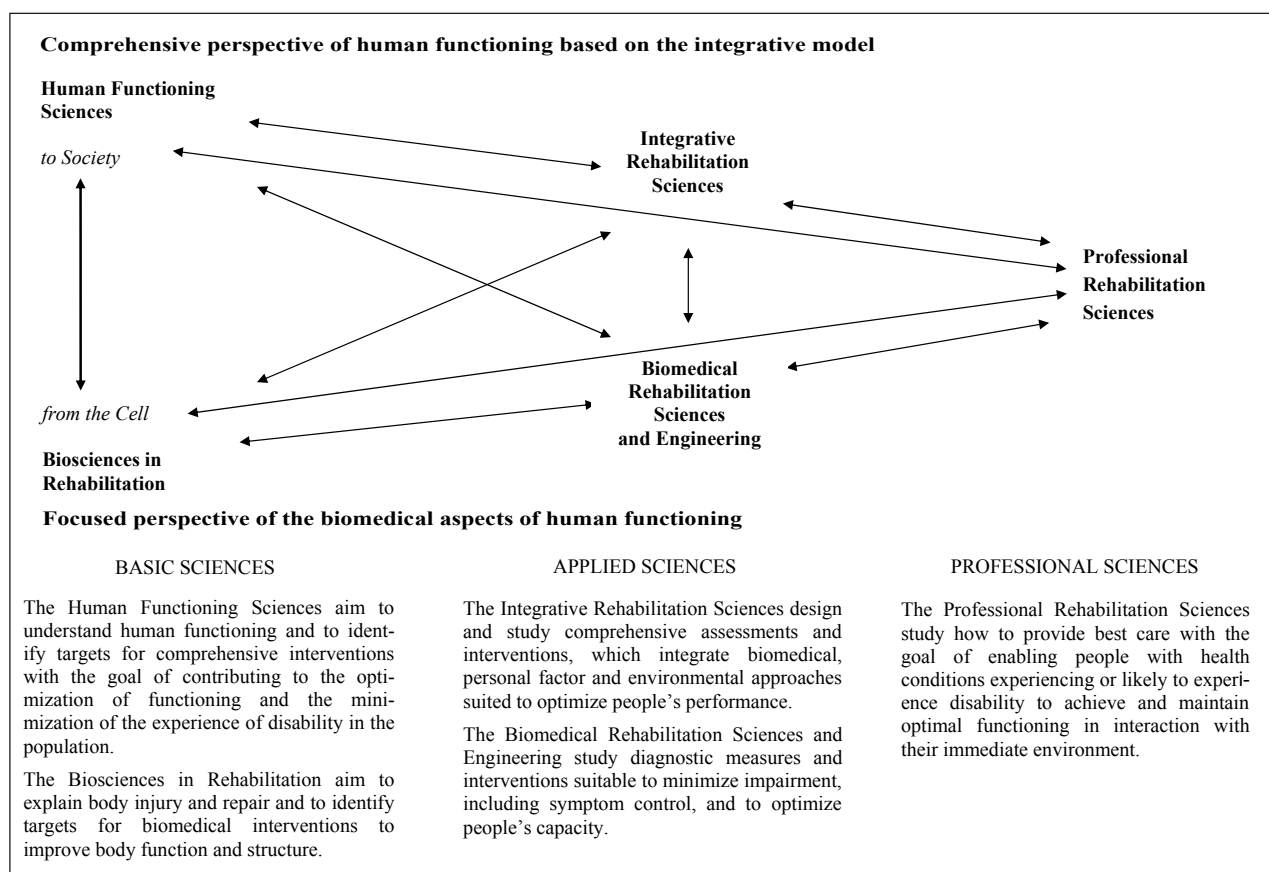 Comprehensive perspective of human functioning based on the integrative model
Human Functioning
Sciences
to Society
Integrative
Rehabilitation
Sciences
Professional
Rehabilitation
Sciences
from the Cell
Biosciences in
Rehabilitation
Biomedical
Rehabilitation
Sciences
and Engineering
Focused perspective of the biomedical aspects of human functioning
BASIC SCIENCES
The Human Functioning Sciences aim to
understand human functioning and to ident-
ify targets for comprehensive interventions
with the goal of contributing to the opti-
mization of functioning and the mini-
mization of the experience of disability in the
population.
The Biosciences in Rehabilitation aim to
explain body injury and repair and to identify
targets for biomedical interventions to
improve body function and structure.
APPLIED SCIENCES
The Integrative Rehabilitation Sciences design
and study comprehensive assessments and
interventions, which integrate biomedical,
personal factor and environmental approaches
suited to optimize people's performance.
The Biomedical Rehabilitation Sciences and
Engineering study diagnostic measures and
interventions suitable to minimize impairment,
including symptom control, and to optimize
people's capacity.
PROFESSIONAL SCIENCES
The Professional Rehabilitation Sciences
study how to provide best care with the
goal of enabling people with health
conditions experiencing or likely to experi-
ence disability to achieve and maintain
optimal functioning in interaction with
their immediate environment.